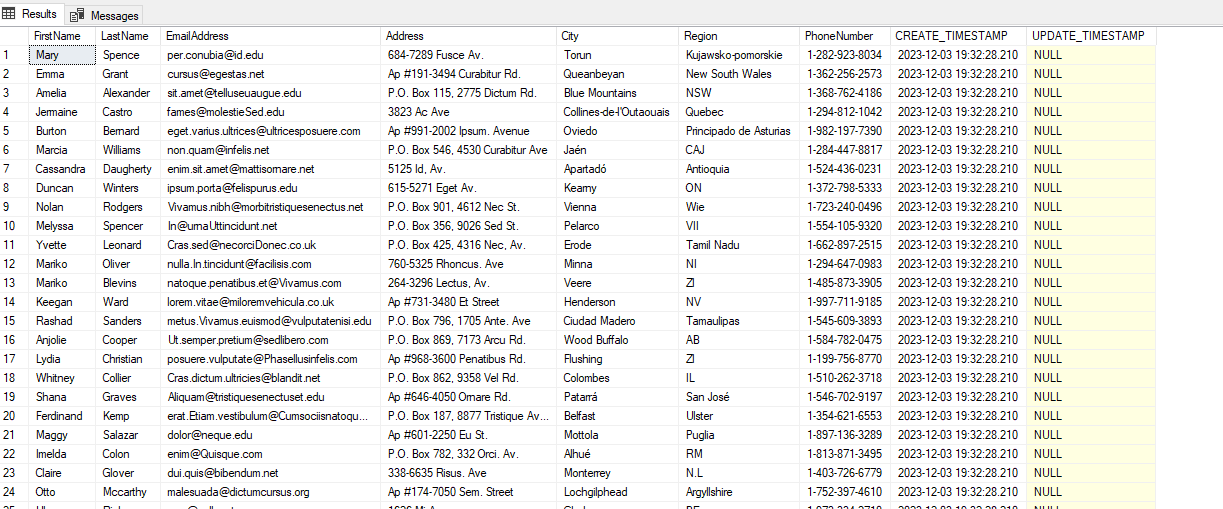 Results Messages
FirstName LastName EmailAddress Address City Region PhoneNumber CREATE_TIMESTAMP UPDATE_TIMESTAMP
1 Mary Spence per.conubia@id.edu 684-7289 Fusce Av. Torun Kujawsko-pomorskie 1-282-923-8034 2023-12-03 19:32:28.210 NULL
2 Emma Grant cursus@egestas.net Ap #191-3494 Curabitur Rd. Queanbeyan New South Wales 1-362-256-2573 2023-12-03 19:32:28.210 NULL
3 Amelia Alexander sit.amet@telluseuaugue.edu P.O. Box 115, 2775 Dictum Rd. Blue Mountains NSW 1-368-762-4186 2023-12-03 19:32:28.210 NULL
4 Jermaine Castro fames@molestieSed.edu 3823 Ac Ave Collines-de-l'Outaouais Quebec 1-294-812-1042 2023-12-03 19:32:28.210 NULL
5 Burton Bernard eget.varius.ultrices@ultricesposuere.com Ap #991-2002 Ipsum. Avenue Oviedo Principado de Asturias 1-982-197-7390 2023-12-03 19:32:28.210 NULL
6 Marcia Williams non.quam@infelis.net P.O. Box 546, 4530 Curabitur Ave Jaén CAJ 1-284-447-8817 2023-12-03 19:32:28.210 NULL
7 Cassandra Daugherty enim.sit.amet@mattisornare.net 5125 Id, Av. Apartadó Antioquia 1-524-436-0231 2023-12-03 19:32:28.210 NULL
8 Duncan Winters ipsum.porta@felispurus.edu 615-5271 Eget Av. Kearny ON 1-372-798-5333 2023-12-03 19:32:28.210 NULL
9 Nolan Rodgers Vivamus.nibh@morbitristiquesenectus.net P.O. Box 901, 4612 Nec St. Vienna Wie 1-723-240-0496 2023-12-03 19:32:28.210 NULL
10 Melyssa Spencer In@urnaUttincidunt.net P.O. Box 356, 9026 Sed St. Pelarco VII 1-554-105-9320 2023-12-03 19:32:28.210 NULL
11 Yvette Leonard Cras.sed@necorciDonec.co.uk P.O. Box 425, 4316 Nec, Av. Erode Tamil Nadu 1-662-897-2515 2023-12-03 19:32:28.210 NULL
12 Mariko Oliver nulla.In.tincidunt@facilisis.com 760-5325 Rhoncus. Ave Minna NI 1-294-647-0983 2023-12-03 19:32:28.210 NULL
13 Mariko Blevins natoque.penatibus.et@Vivamus.com 264-3296 Lectus, Av. Veere ZI 1-485-873-3905 2023-12-03 19:32:28.210 NULL
14 Keegan Ward lorem.vitae@miloremvehicula.co.uk Ap #731-3480 Et Street Henderson NV 1-997-711-9185 2023-12-03 19:32:28.210 NULL
15 Rashad Sanders metus.Vivamus.euismod@vulputatenisi.edu P.O. Box 796, 1705 Ante. Ave Ciudad Madero Tamaulipas 1-545-609-3893 2023-12-03 19:32:28.210 NULL
16 Anjolie Cooper Ut.semper.pretium@sedlibero.com P.O. Box 869, 7173 Arcu Rd. Wood Buffalo AB 1-584-782-0475 2023-12-03 19:32:28.210 NULL
17 Lydia Christian posuere.vulputate@Phasellusinfelis.com Ap #968-3600 Penatibus Rd. Flushing ZI 1-199-756-8770 2023-12-03 19:32:28.210 NULL
18 Whitney Collier Cras.dictum.ultricies@blandit.net P.O. Box 862, 9358 Vel Rd. Colombes IL 1-510-262-3718 2023-12-03 19:32:28.210 NULL
19 Shana Graves Aliquam@tristiquesenectuset.edu Ap #646-4050 Ornare Rd. Patarrá San José 1-546-702-9197 2023-12-03 19:32:28.210 NULL
20 Ferdinand Kemp erat.Etiam.vestibulum@Cumsociisnatoqu... P.O. Box 187, 8877 Tristique Av... Belfast Ulster 1-354-621-6553 2023-12-03 19:32:28.210 NULL
21 Maggy Salazar dolor@neque.edu Ap #601-2250 Eu St. Mottola Puglia 1-897-136-3289 2023-12-03 19:32:28.210 NULL
22 Imelda Colon enim@Quisque.com P.O. Box 782, 332 Orci. Av. Alhué RM 1-813-871-3495 2023-12-03 19:32:28.210 NULL
23 Claire Glover dui.quis@bibendum.net 338-6635 Risus. Ave Monterrey N.L 1-403-726-6779 2023-12-03 19:32:28.210 NULL
24 Otto Mccarthy malesuada@dictumcursus.org Ap #174-7050 Sem. Street Lochgilphead Argyllshire 1-752-397-4610 2023-12-03 19:32:28.210 NULL